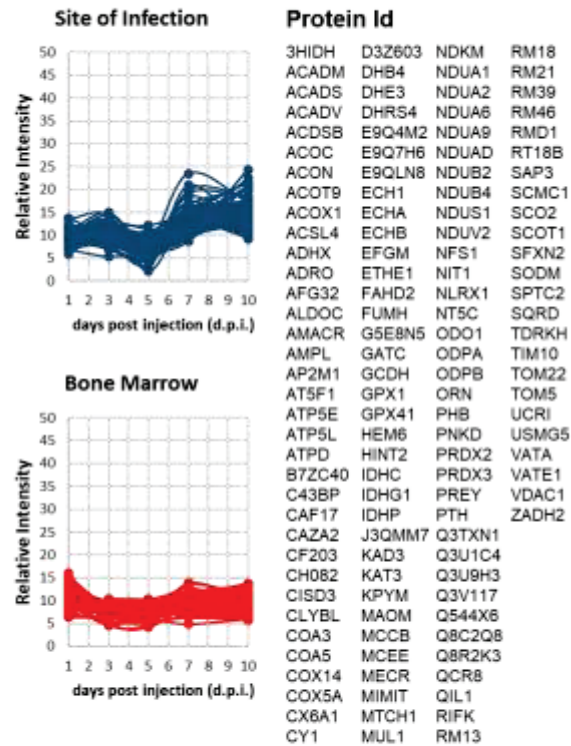 Site of Infection
Relative Intensity
50
45
40
35
30
25
20
15
10
5
0
1 2 3 4 5 6 7 8 9 10
days post injection (d.p.i.)
Bone Marrow
Relative Intensity
50
45
40
35
30
25
20
15
10
5
0
1 2 3 4 5 6 7 8 9 10
days post injection (d.p.i.)
Protein Id
3HIDH D3Z603 NDKM RM18
ACADM DHB4 NDUA1 RM21
ACADS DHE3 NDUA2 RM39
ACADV DHRS4 NDUA6 RM46
ACDSB E9Q4M2 NDUA9 RMD1
ACOC E9Q7H6 NDUAD RT18B
ACON E9QLN8 NDUB2 SAP3
ACOT9 ECH1 NDUB4 SCMC1
ACOX1 ECHA NDUS1 SCO2
ACSL4 ECHB NDUV2 SCOT1
ADHX EFGM NFS1 SFXN2
ADRO ETHE1 NIT1 SODM
AFG32 FAHD2 NLRX1 SPTC2
ALDOC FUMH NT5C SQRD
AMACR G5E8N5 ODO1 TDRKH
AMPL GATC ODPA TIM10
AP2M1 GCDH ODPB TOM22
AT5F1 GPX1 ORN TOM5
ATP5E GPX41 PHB UCRI
ATP5L HEM6 PNKD USMG5
ATPD HINT2 PRDX2 VATA
B7ZC40 IDHC PRDX3 VATE1
C43BP IDHG1 PREY VDAC1
CAF17 IDHP PTH ZADH2
CAZA2 J3QMM7 Q3TXN1
CF203 KAD3 Q3U1C4
CH082 KAT3 Q3U9H3
CISD3 KPYM Q3V117
CLYBL MAOM Q544X6
COA3 MCCB Q8C2Q8
COA5 MCEE Q8R2K3
COX14 MECR QCR8
COX5A MIMIT QIL1
CX6A1 MTCH1 RIFK
CY1 MUL1 RM13